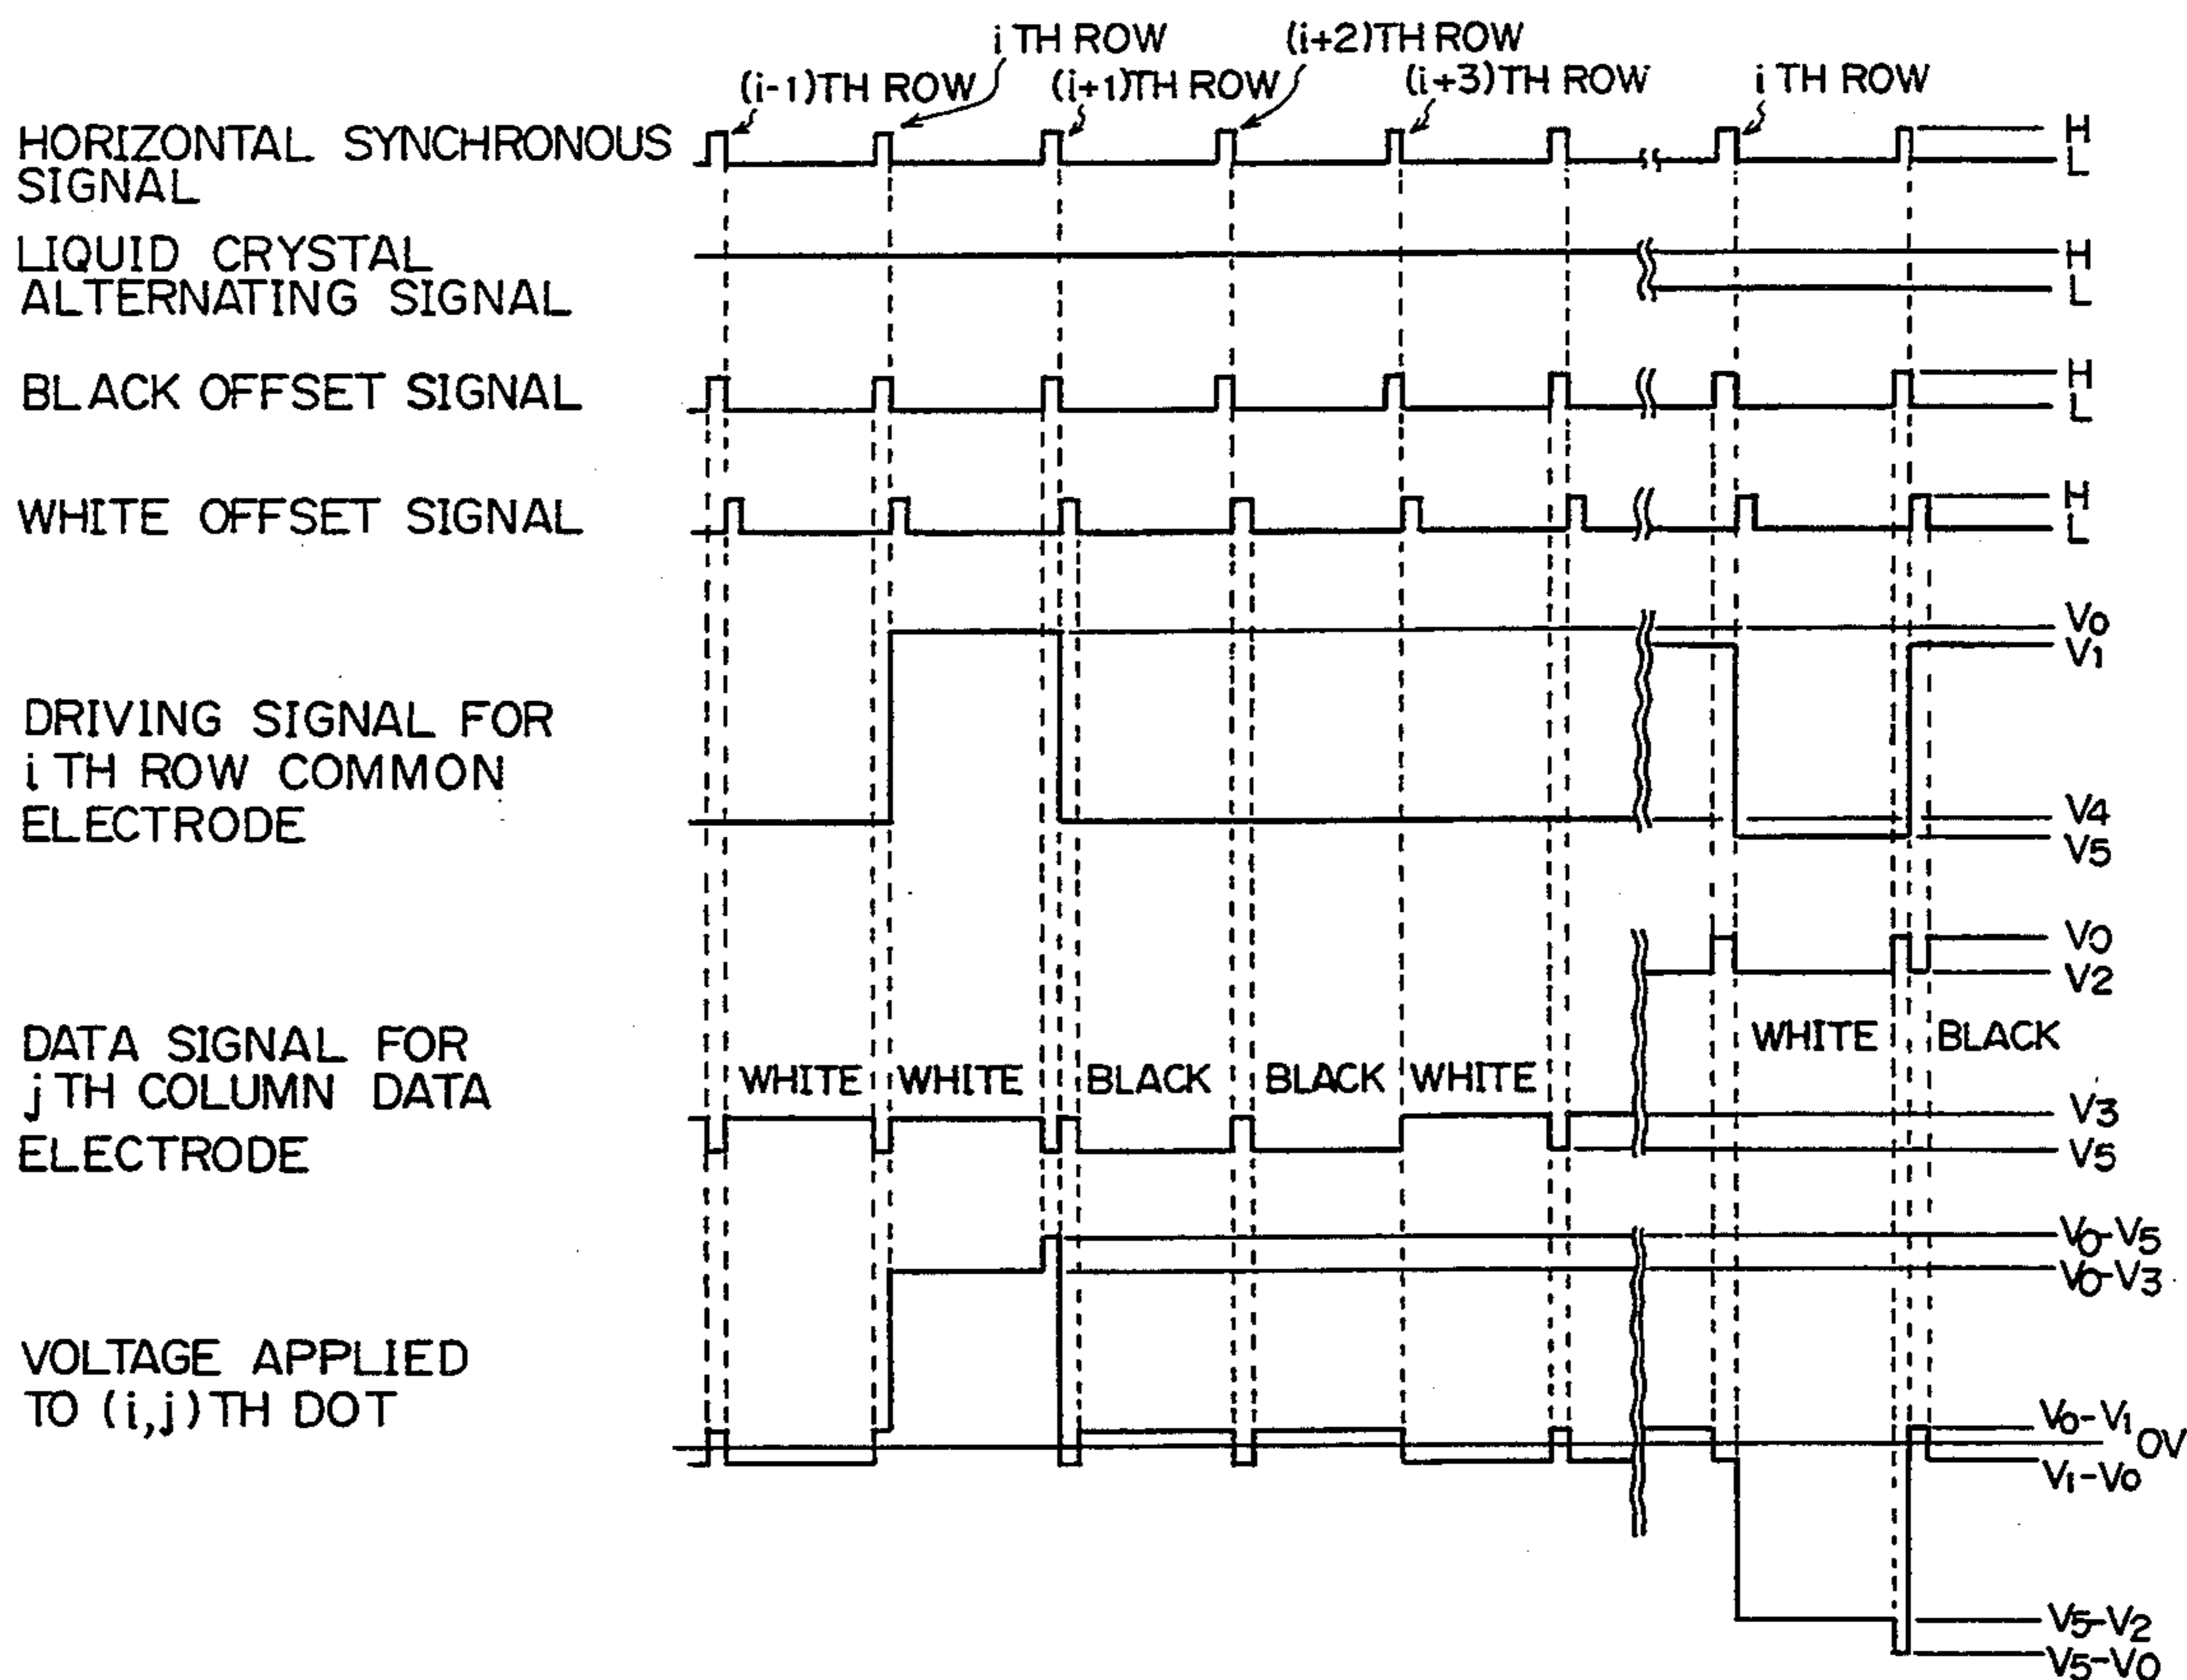 i TH ROW
(i+2)TH ROW
(i-1)TH ROW
(i+1)TH ROW
(i+3)TH ROW
i TH ROW
HORIZONTAL SYNCHRONOUS
SIGNAL
H
L
LIQUID CRYSTAL
ALTERNATING SIGNAL
H
L
BLACK OFFSET SIGNAL
H
L
WHITE OFFSET SIGNAL
H
L
DRIVING SIGNAL FOR
i TH ROW COMMON
ELECTRODE
V0
V1
V4
V5
DATA SIGNAL FOR
j TH COLUMN DATA
ELECTRODE
V0
V2
WHITE BLACK
WHITE WHITE BLACK BLACK WHITE
V3
V5
VOLTAGE APPLIED
TO (i,j)TH DOT
V0-V5
V0-V3
V0-V1
0V
V1-V0
V5-V2
V5-V0